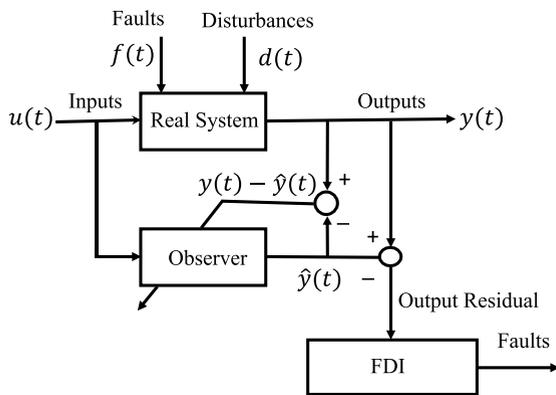 Faults
Disturbances
f(t)
d(t)
Inputs
Outputs
u(t)
Real System
y(t)
y(t) − ŷ(t)
+
−
Observer
+
ŷ(t)
−
Output Residual
Faults
FDI